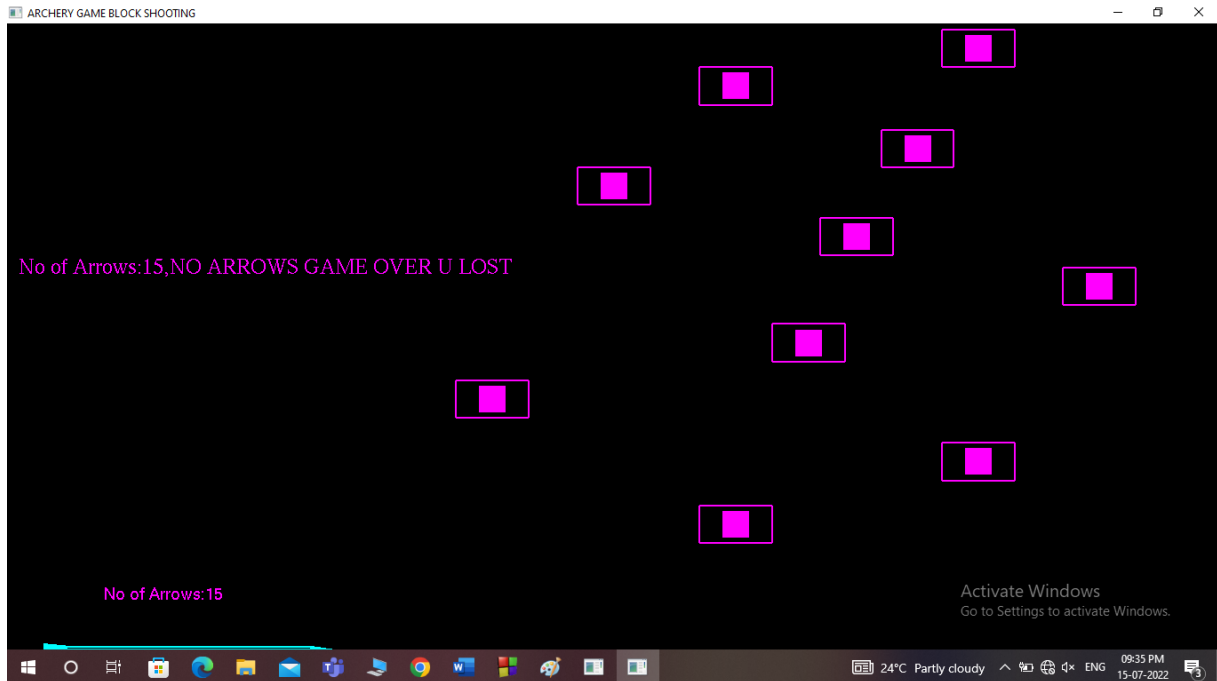 ARCHERY GAME BLOCK SHOOTING
No of Arrows:15,NO ARROWS GAME OVER U LOST
No of Arrows:15
Activate Windows
Go to Settings to activate Windows.
24°C Partly cloudy ENG 09:35 PM
15-07-2022 3